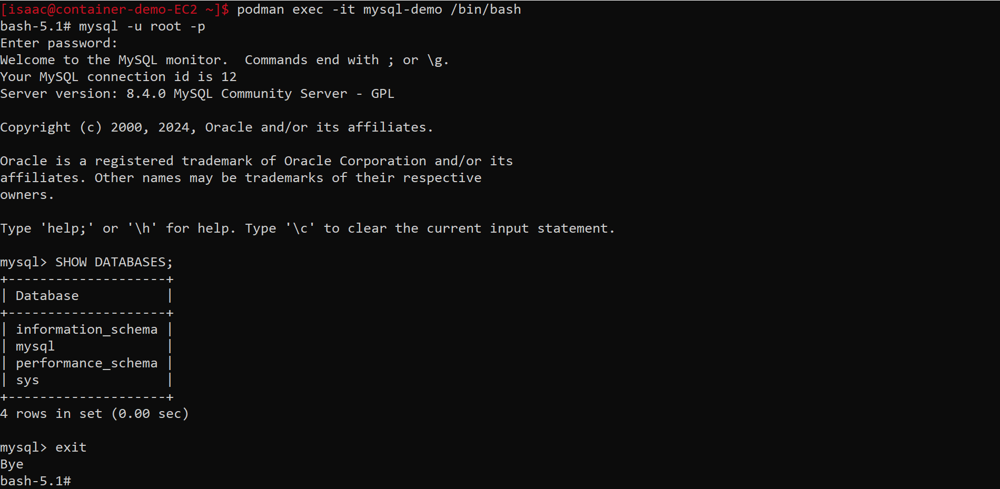 [isaac@container-demo-EC2 ~]$ podman exec -it mysql-demo /bin/bash
bash-5.1# mysql -u root -p
Enter password:
Welcome to the MySQL monitor.  Commands end with ; or \g.
Your MySQL connection id is 12
Server version: 8.4.0 MySQL Community Server - GPL

Copyright (c) 2000, 2024, Oracle and/or its affiliates.

Oracle is a registered trademark of Oracle Corporation and/or its
affiliates. Other names may be trademarks of their respective
owners.

Type 'help;' or '\h' for help. Type '\c' to clear the current input statement.

mysql> SHOW DATABASES;
+--------------------+
| Database           |
+--------------------+
| information_schema |
| mysql              |
| performance_schema |
| sys                |
+--------------------+
4 rows in set (0.00 sec)

mysql> exit
Bye
bash-5.1#